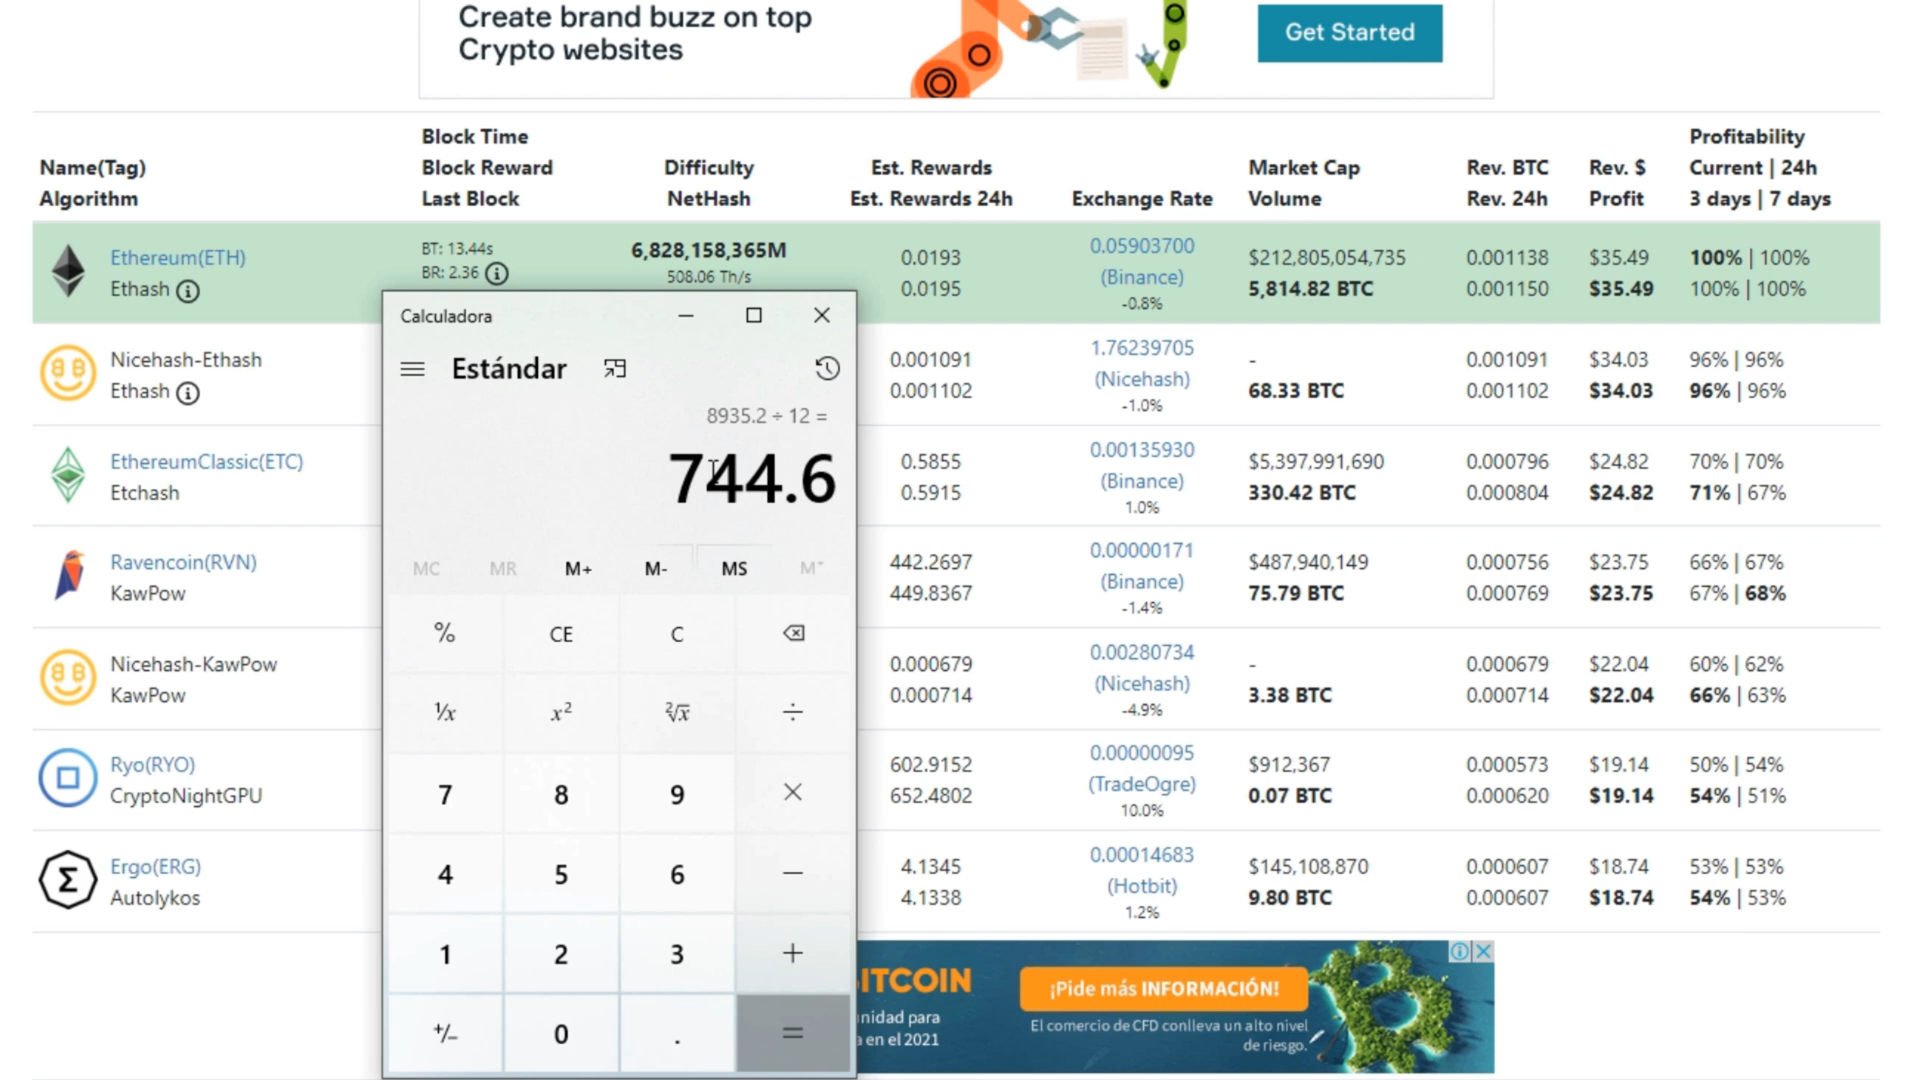 Create brand buzz on top
Crypto websites
Get Started
Name(Tag)
Algorithm
Block Time
Block Reward
Last Block
Difficulty
NetHash
Est. Rewards
Est. Rewards 24h
Exchange Rate
Market Cap
Volume
Rev. BTC
Rev. 24h
Rev. $
Profit
Profitability
Current | 24h
3 days | 7 days
Ethereum(ETH)
Ethash
BT: 13.44s
BR: 2.36
6,828,158,365M
508.06 Th/s
0.0193
0.0195
0.05903700
(Binance)
-0.8%
$212,805,054,735
5,814.82 BTC
0.001138
0.001150
$35.49
$35.49
100% | 100%
100% | 100%
Nicehash-Ethash
Ethash
0.001091
0.001102
1.76239705
(Nicehash)
-1.0%
-
68.33 BTC
0.001091
0.001102
$34.03
$34.03
96% | 96%
96% | 96%
EthereumClassic(ETC)
Etchash
0.5855
0.5915
0.00135930
(Binance)
1.0%
$5,397,991,690
330.42 BTC
0.000796
0.000804
$24.82
$24.82
70% | 70%
71% | 67%
Ravencoin(RVN)
KawPow
442.2697
449.8367
0.00000171
(Binance)
-1.4%
$487,940,149
75.79 BTC
0.000756
0.000769
$23.75
$23.75
66% | 67%
67% | 68%
Nicehash-KawPow
KawPow
0.000679
0.000714
0.00280734
(Nicehash)
-4.9%
-
3.38 BTC
0.000679
0.000714
$22.04
$22.04
60% | 62%
66% | 63%
Ryo(RYO)
CryptoNightGPU
602.9152
652.4802
0.00000095
(TradeOgre)
10.0%
$912,367
0.07 BTC
0.000573
0.000620
$19.14
$19.14
50% | 54%
54% | 51%
Ergo(ERG)
Autolykos
4.1345
4.1338
0.00014683
(Hotbit)
1.2%
$145,108,870
9.80 BTC
0.000607
0.000607
$18.74
$18.74
53% | 53%
54% | 53%
Calculadora
Estándar
8935.2 ÷ 12 =
744.6
MC MR M+ M- MS M˅
% CE C
⅟x x² ²√x ÷
7 8 9 ×
4 5 6 −
1 2 3 +
+/− 0 . =
ITCOIN
nidad para
a en el 2021
¡Pide más INFORMACIÓN!
El comercio de CFD conlleva un alto nivel
de riesgo.